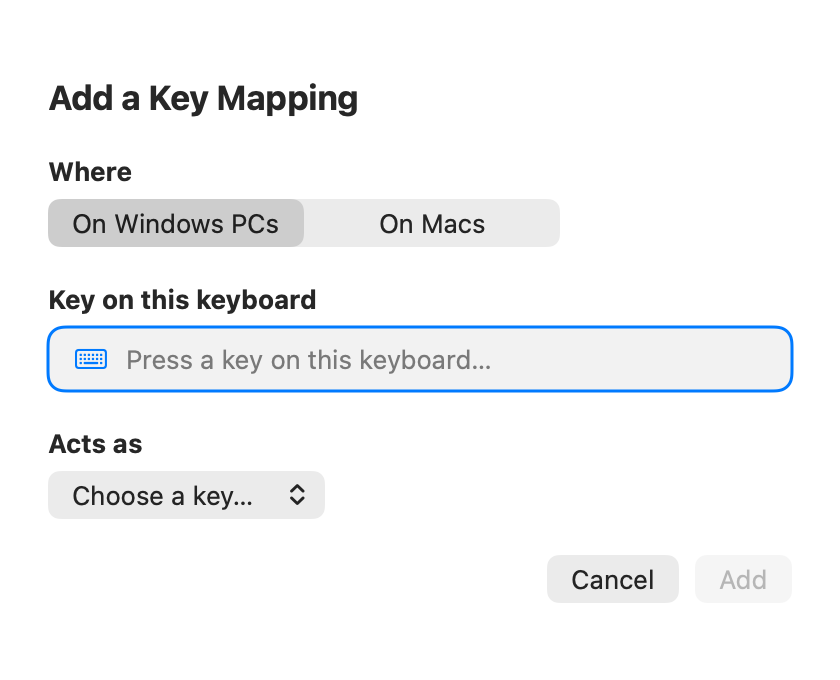 Add a Key Mapping
Where
On Windows PCs
On Macs
Key on this keyboard
Press a key on this keyboard...
Acts as
Choose a key...
Cancel
Add